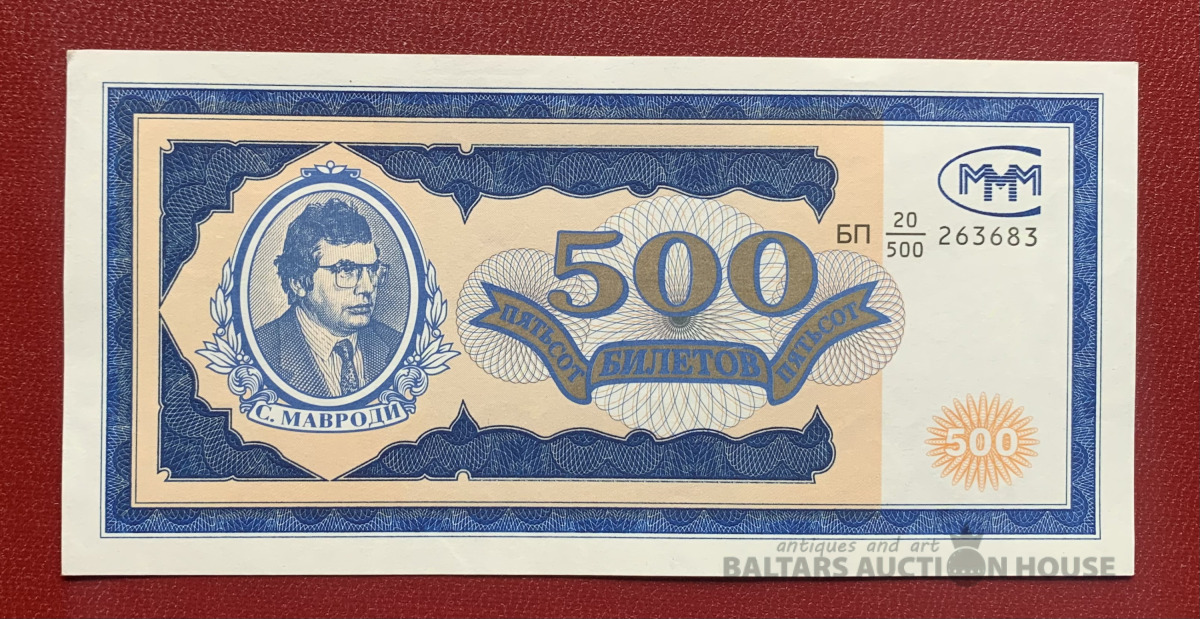 МММ
БП 20/500 263683
500
ПЯТЬСОТ БИЛЕТОВ ПЯТЬСОТ
С. МАВРОДИ
500
antiques and art
BALTARS AUCTION HOUSE